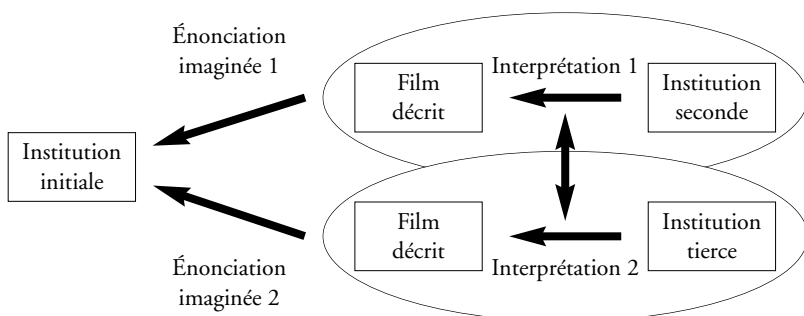 Énonciation
imaginée 1
Film
décrit
Interprétation 1
Institution
seconde
Institution
initiale
Film
décrit
Interprétation 2
Institution
tierce
Énonciation
imaginée 2